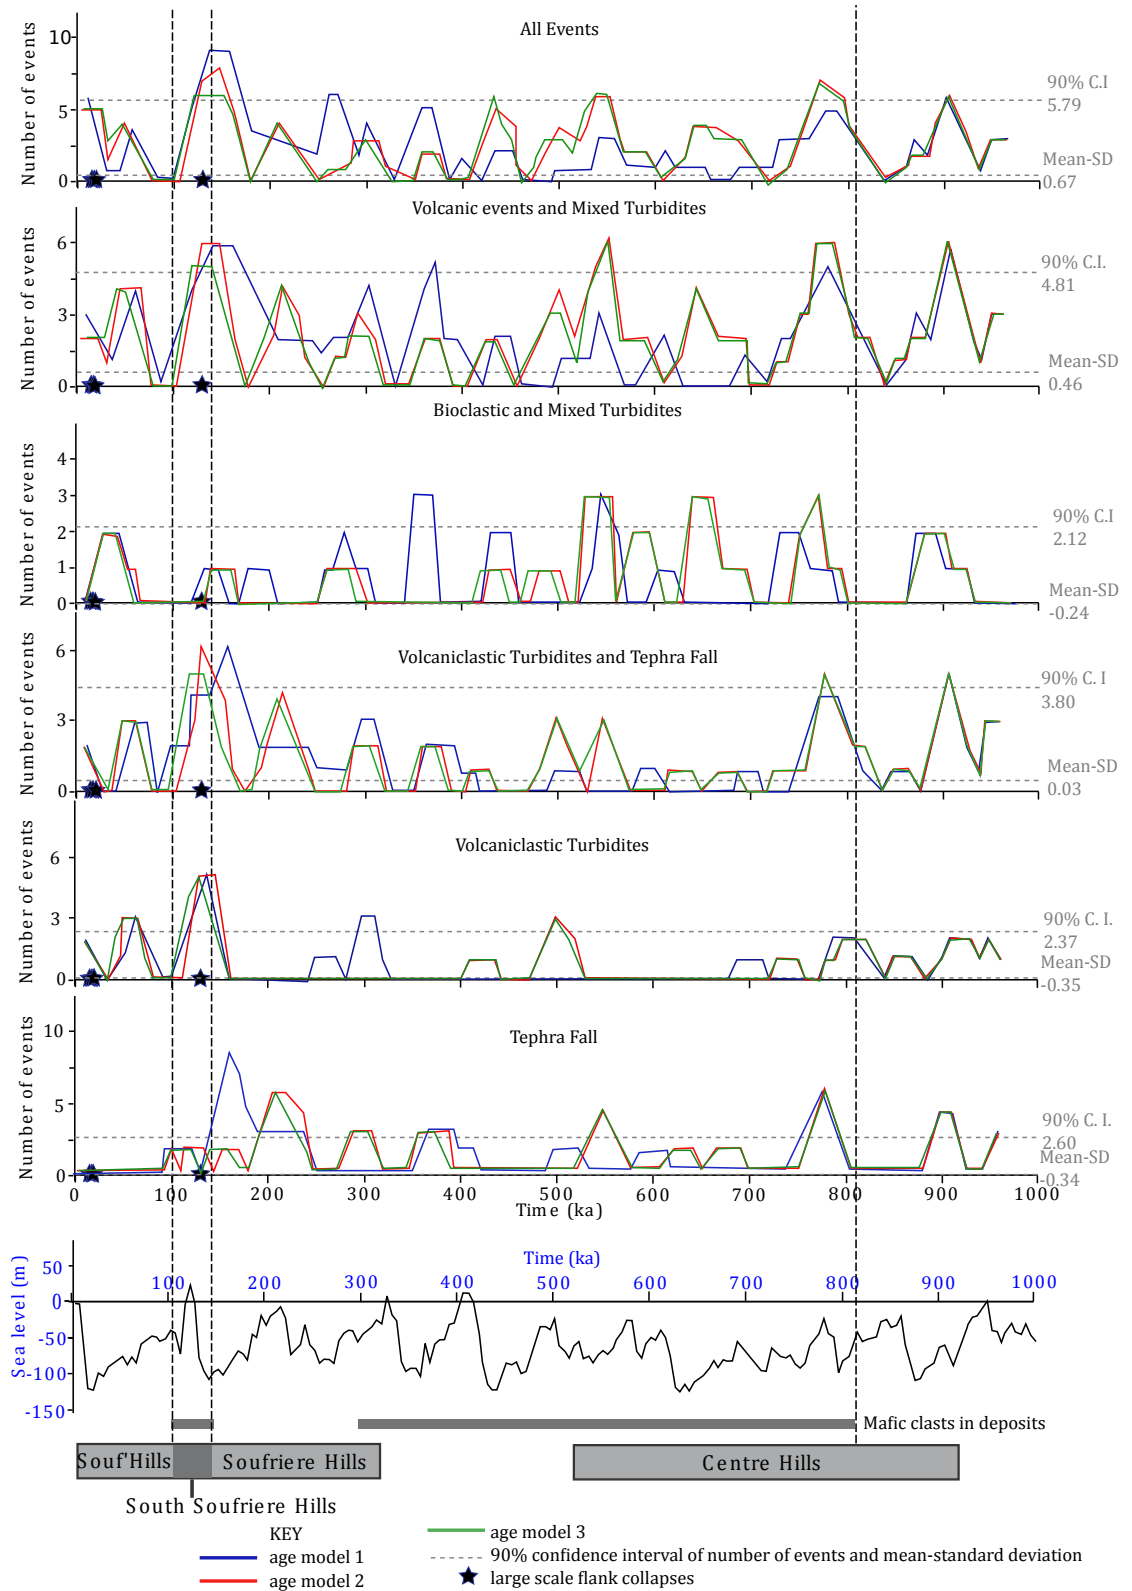 All Events
Number of events
10
5
0
90% C.I
5.79
Mean-SD
0.67
Volcanic events and Mixed Turbidites
Number of events
6
3
0
90% C.I.
4.81
Mean-SD
0.46
Bioclastic and Mixed Turbidites
Number of events
4
3
2
1
0
90% C.I
2.12
Mean-SD
-0.24
Volcaniclastic Turbidites and Tephra Fall
Number of events
6
3
0
90% C. I
3.80
Mean-SD
0.03
Volcaniclastic Turbidites
Number of events
6
3
0
90% C. I.
2.37
Mean-SD
-0.35
Tephra Fall
Number of events
10
5
0
90% C. I.
2.60
Mean-SD
-0.34
0 100 200 300 400 500 600 700 800 900 1000
Time (ka)
Time (ka)
100 200 300 400 500 600 700 800 900 1000
Sea level (m)
50
0
-50
-100
-150
Mafic clasts in deposits
Souf'Hills
Soufriere Hills
Centre Hills
South Soufriere Hills
KEY
age model 1
age model 2
age model 3
90% confidence interval of number of events and mean-standard deviation
large scale flank collapses